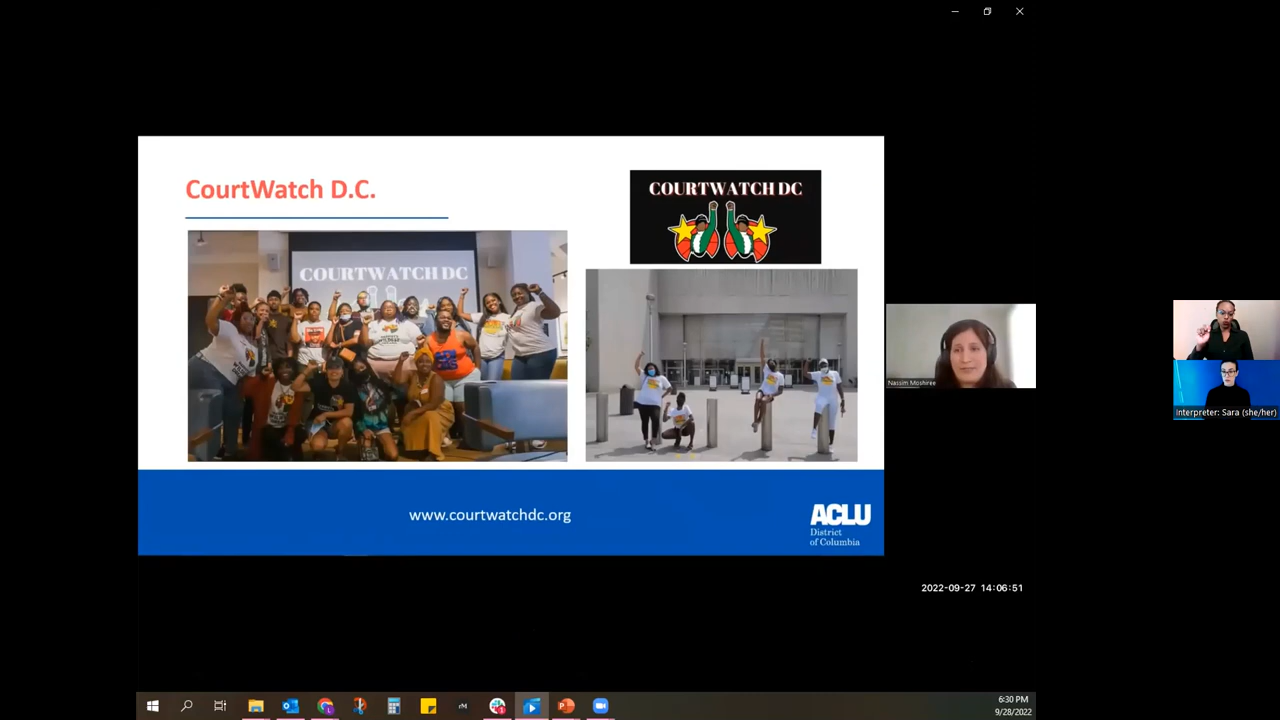 CourtWatch D.C.
COURTWATCH DC
COURTWATCH DC
Nassim Moshiree
Interpreter: Sara (she/her)
www.courtwatchdc.org
ACLU
District
of Columbia
2022-09-27 14:06:51
6:30 PM
9/28/2022